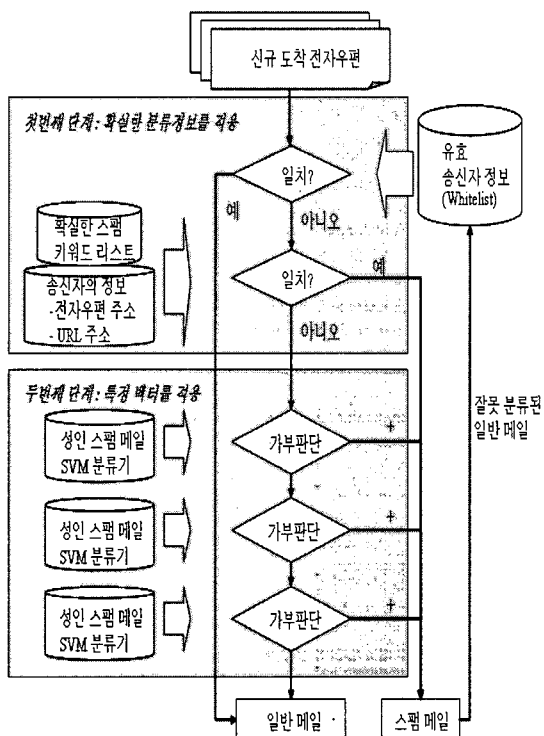 신규 도착 전자우편
첫번째 단계 : 확실한 분류정보를 적용
일치?
유효
송신자 정보
(Whitelist)
예
아니오
확실한 스팸
키워드 리스트
송신자의 정보
-전자우편 주소
- URL 주소
일치?
예
아니오
두번째 단계 : 특징 벡터를 적용
잘못 분류된
일반 메일
성인 스팸 메일
SVM 분류기
가부판단
+
성인 스팸 메일
SVM 분류기
가부판단
+
성인 스팸 메일
SVM 분류기
가부판단
+
일반 메일
스팸 메일